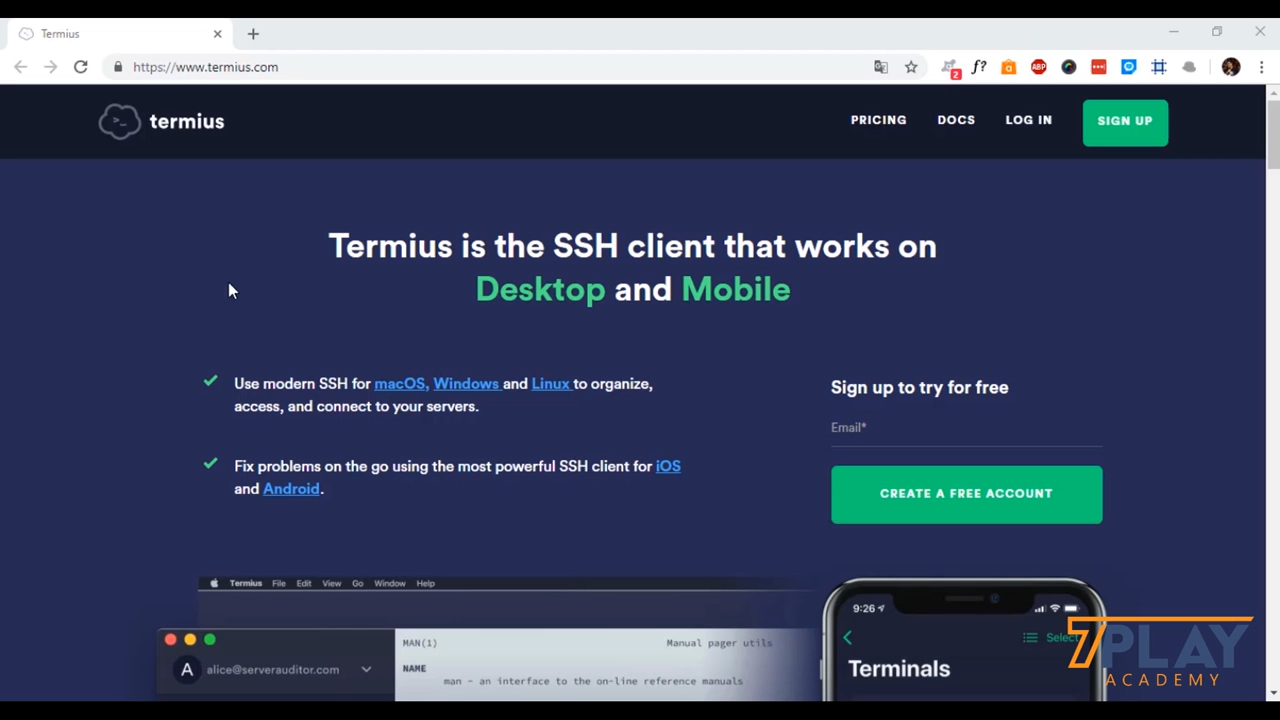 Termius
https://www.termius.com
2
f?
a
ABP
termius
PRICING
DOCS
LOG IN
SIGN UP
Termius is the SSH client that works on
Desktop and Mobile
Use modern SSH for macOS, Windows and Linux to organize,
access, and connect to your servers.
Fix problems on the go using the most powerful SSH client for iOS
and Android.
Sign up to try for free
Email*
CREATE A FREE ACCOUNT
Termius File Edit View Go Window Help
A alice@serverauditor.com
MAN(1) Manual pager utils
NAME
man - an interface to the on-line reference manuals
9:26
Select
Terminals
7PLAY
ACADEMY